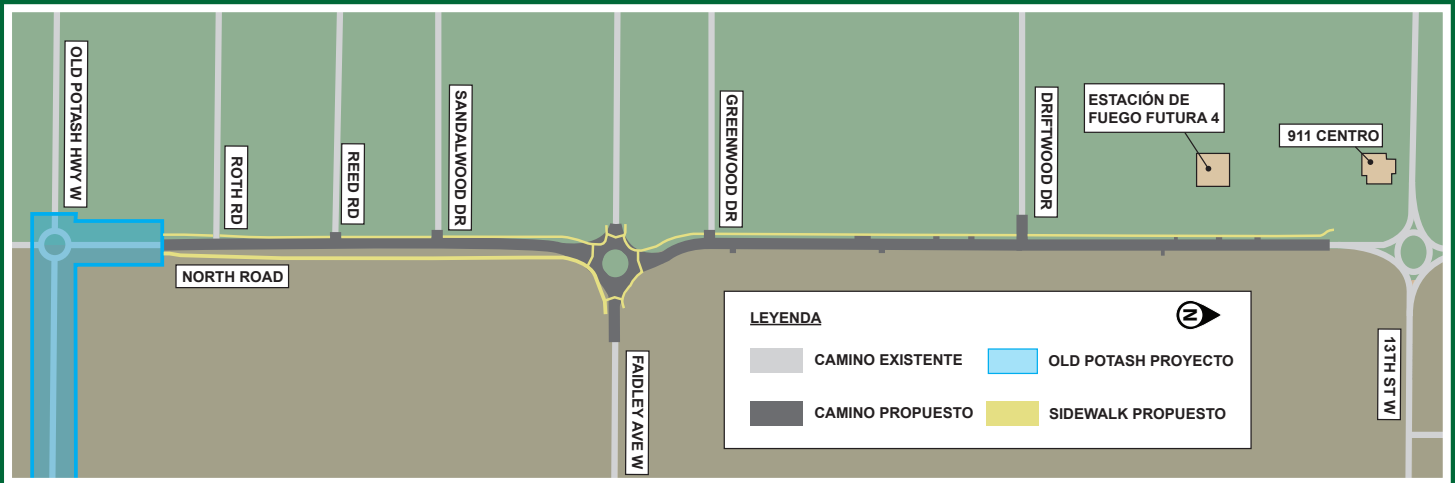 OLD POTASH HWY W
ROTH RD
REED RD
SANDALWOOD DR
GREENWOOD DR
DRIFTWOOD DR
ESTACIÓN DE
FUEGO FUTURA 4
911 CENTRO
NORTH ROAD
FAIDLEY AVE W
13TH ST W
LEYENDA
N
CAMINO EXISTENTE
OLD POTASH PROYECTO
CAMINO PROPUESTO
SIDEWALK PROPUESTO